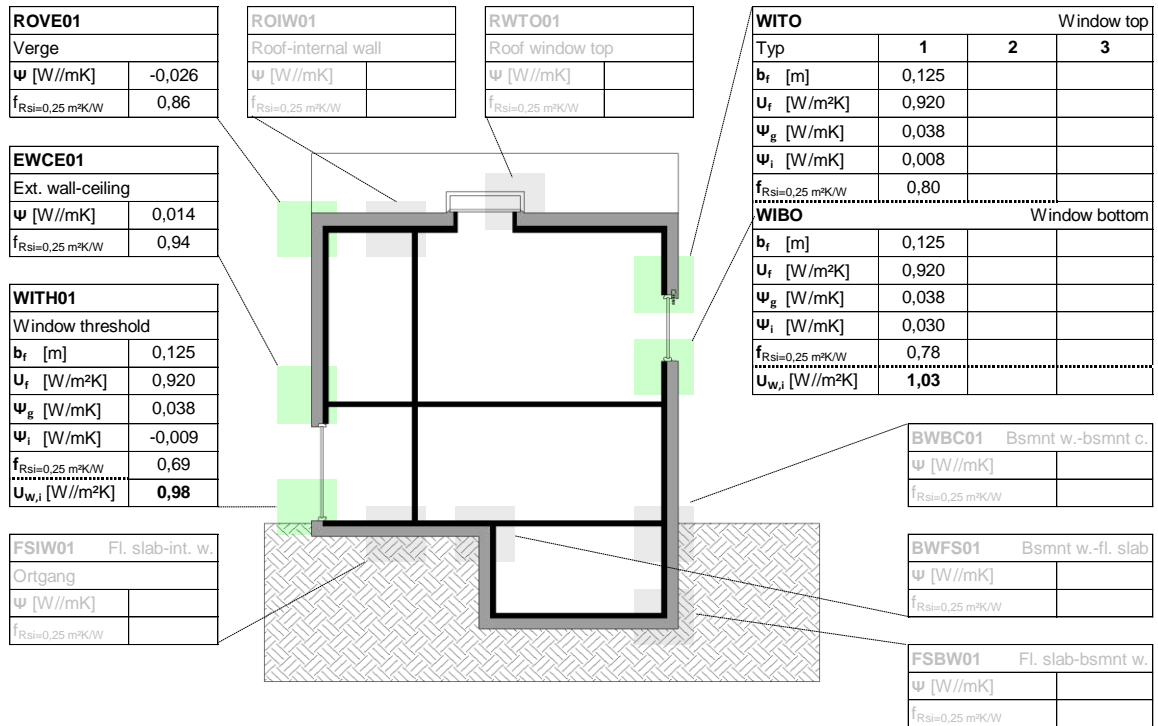 ROVE01
Verge
Ψ [W//mK] -0,026
fRsi=0,25 m²K/W 0,86
ROIW01
Roof-internal wall
Ψ [W//mK]
fRsi=0,25 m²K/W
RWTO01
Roof window top
Ψ [W//mK]
fRsi=0,25 m²K/W
WITO Window top
Typ 1 2 3
bf [m] 0,125
Uf [W/m²K] 0,920
Ψg [W/mK] 0,038
Ψi [W/mK] 0,008
fRsi=0,25 m²K/W 0,80
WIBO Window bottom
bf [m] 0,125
Uf [W/m²K] 0,920
Ψg [W/mK] 0,038
Ψi [W/mK] 0,030
fRsi=0,25 m²K/W 0,78
UW,i [W//m²K] 1,03
EWCE01
Ext. wall-ceiling
Ψ [W//mK] 0,014
fRsi=0,25 m²K/W 0,94
WITH01
Window threshold
bf [m] 0,125
Uf [W/m²K] 0,920
Ψg [W/mK] 0,038
Ψi [W/mK] -0,009
fRsi=0,25 m²K/W 0,69
UW,i [W//m²K] 0,98
FSIW01 Fl. slab-int. w.
Ortgang
Ψ [W//mK]
fRsi=0,25 m²K/W
BWBC01 Bsmnt w.-bsmnt c.
Ψ [W//mK]
fRsi=0,25 m²K/W
BWFS01 Bsmnt w.-fl. slab
Ψ [W//mK]
fRsi=0,25 m²K/W
FSBW01 Fl. slab-bsmnt w.
Ψ [W//mK]
fRsi=0,25 m²K/W